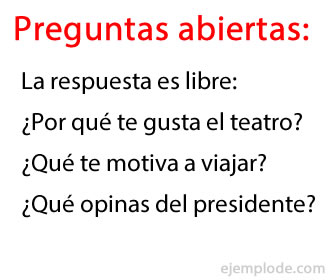 Preguntas abiertas:
La respuesta es libre:
¿Por qué te gusta el teatro?
¿Qué te motiva a viajar?
¿Qué opinas del presidente?
ejemplode.com